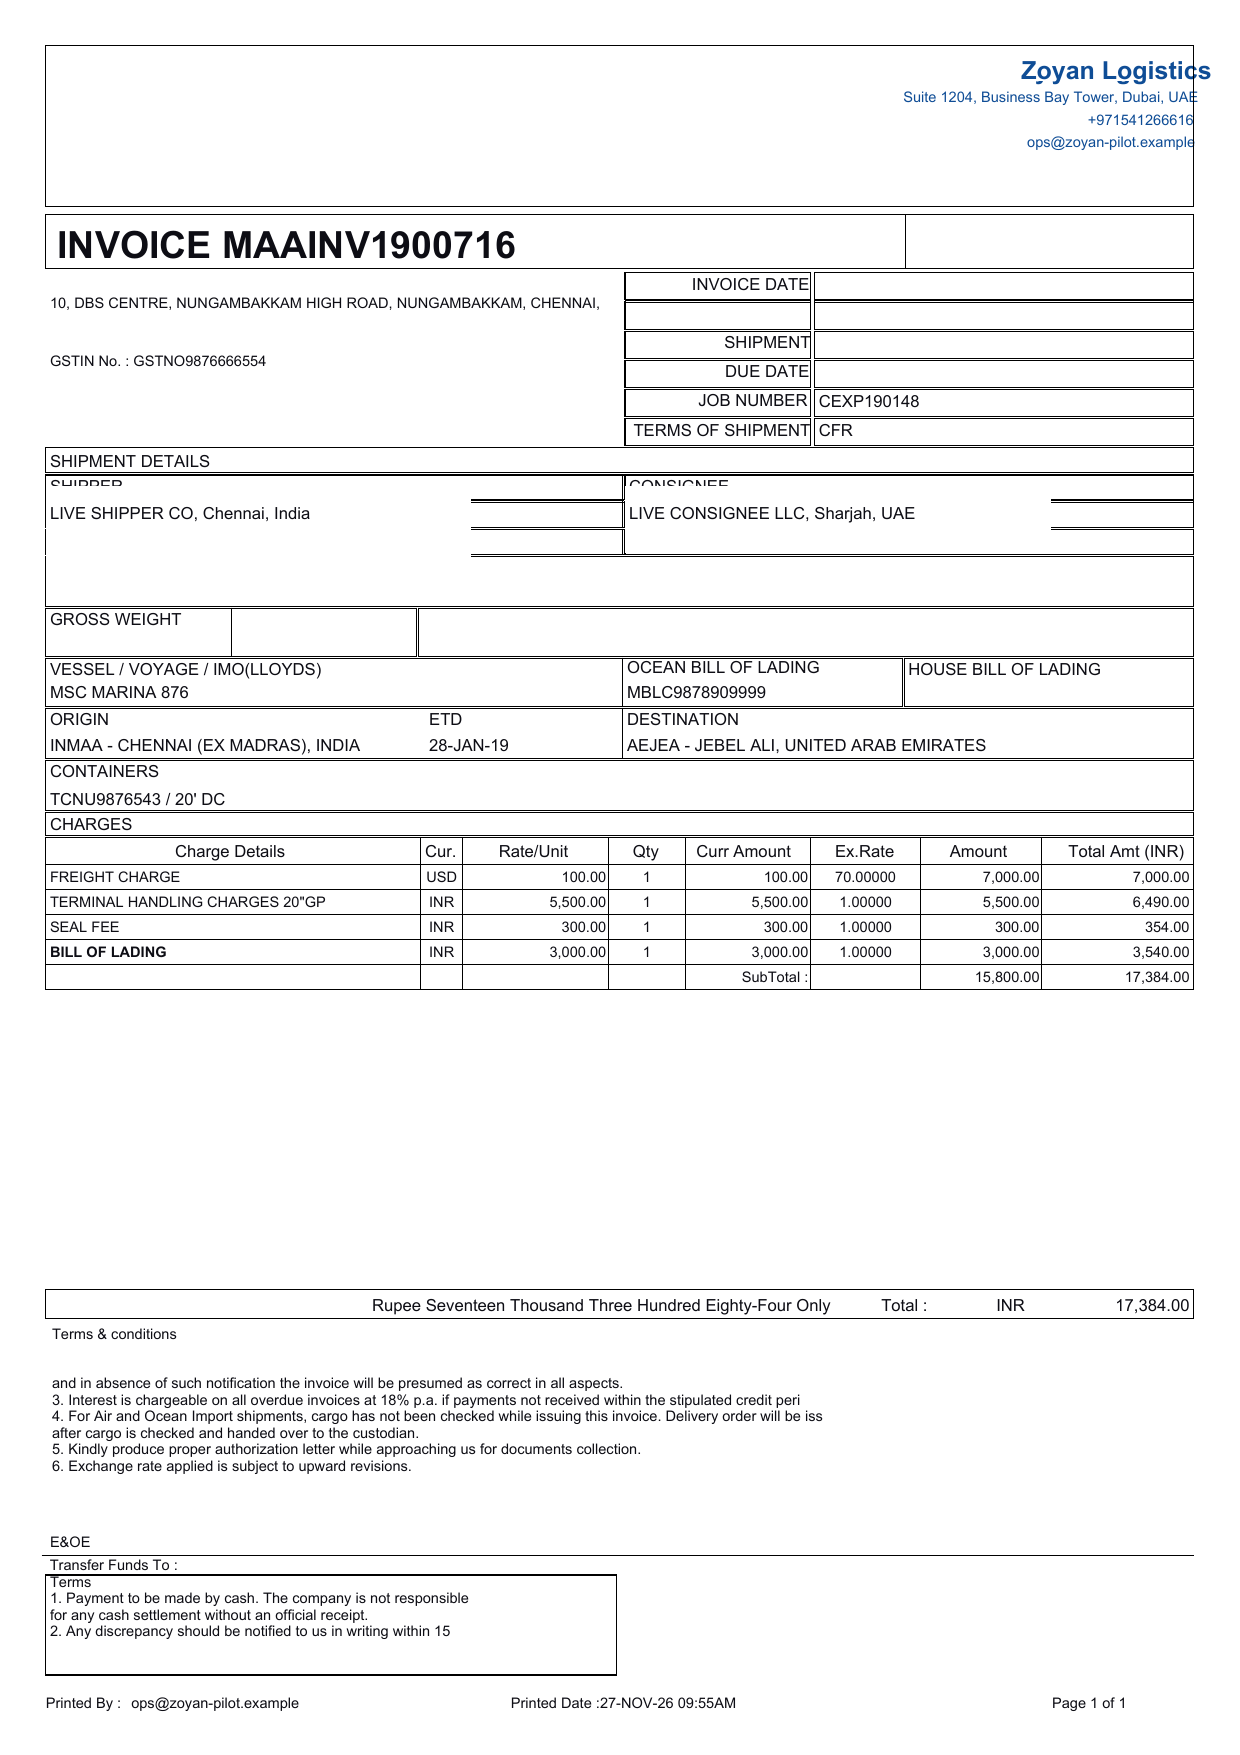 Zoyan Logistics
Suite 1204, Business Bay Tower, Dubai, UAE
+971541266616
ops@zoyan-pilot.example
INVOICE MAAINV1900716
10, DBS CENTRE, NUNGAMBAKKAM HIGH ROAD, NUNGAMBAKKAM, CHENNAI,
GSTIN No. : GSTNO9876666554
INVOICE DATE
SHIPMENT
DUE DATE
JOB NUMBER CEXP190148
TERMS OF SHIPMENT CFR
SHIPMENT DETAILS
SHIPPER CONSIGNEE
LIVE SHIPPER CO, Chennai, India LIVE CONSIGNEE LLC, Sharjah, UAE
GROSS WEIGHT
VESSEL / VOYAGE / IMO(LLOYDS) OCEAN BILL OF LADING HOUSE BILL OF LADING
MSC MARINA 876 MBLC9878909999
ORIGIN ETD DESTINATION
INMAA - CHENNAI (EX MADRAS), INDIA 28-JAN-19 AEJEA - JEBEL ALI, UNITED ARAB EMIRATES
CONTAINERS
TCNU9876543 / 20' DC
CHARGES
Charge Details Cur. Rate/Unit Qty Curr Amount Ex.Rate Amount Total Amt (INR)
FREIGHT CHARGE USD 100.00 1 100.00 70.00000 7,000.00 7,000.00
TERMINAL HANDLING CHARGES 20"GP INR 5,500.00 1 5,500.00 1.00000 5,500.00 6,490.00
SEAL FEE INR 300.00 1 300.00 1.00000 300.00 354.00
BILL OF LADING INR 3,000.00 1 3,000.00 1.00000 3,000.00 3,540.00
SubTotal : 15,800.00 17,384.00
Rupee Seventeen Thousand Three Hundred Eighty-Four Only Total : INR 17,384.00
Terms & conditions
and in absence of such notification the invoice will be presumed as correct in all aspects.
3. Interest is chargeable on all overdue invoices at 18% p.a. if payments not received within the stipulated credit peri
4. For Air and Ocean Import shipments, cargo has not been checked while issuing this invoice. Delivery order will be iss
after cargo is checked and handed over to the custodian.
5. Kindly produce proper authorization letter while approaching us for documents collection.
6. Exchange rate applied is subject to upward revisions.
E&OE
Transfer Funds To :
Terms
1. Payment to be made by cash. The company is not responsible
for any cash settlement without an official receipt.
2. Any discrepancy should be notified to us in writing within 15
Printed By : ops@zoyan-pilot.example Printed Date :27-NOV-26 09:55AM Page 1 of 1